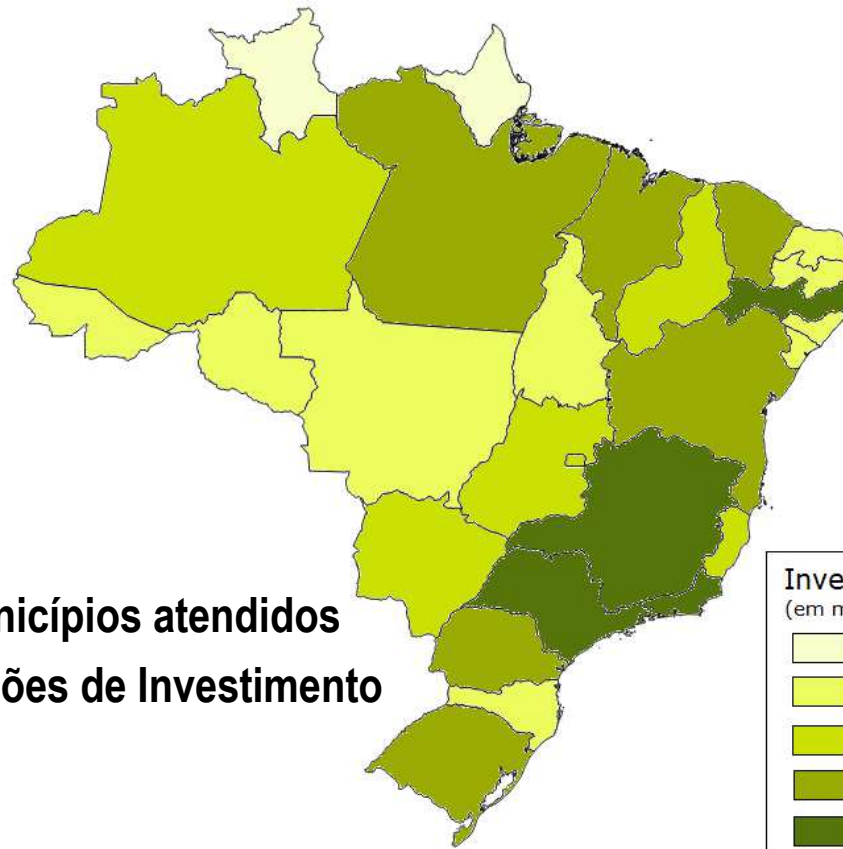 nicípios atendidos
ões de Investimento
Inve
(em m